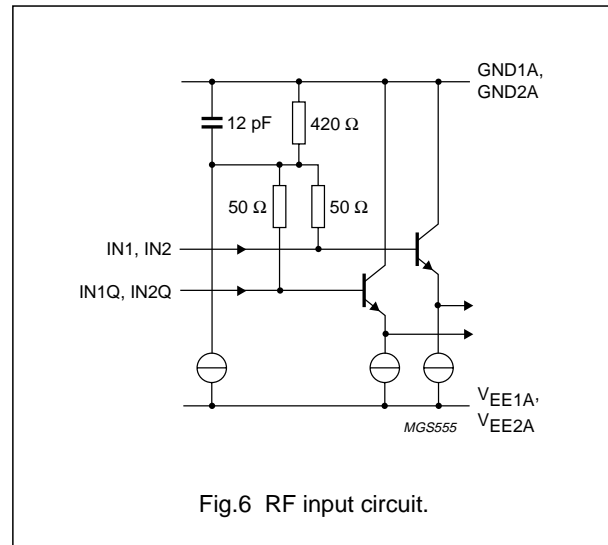 GND1A,
GND2A
12 pF
420 Ω
50 Ω
50 Ω
IN1, IN2
IN1Q, IN2Q
VEE1A,
MGS555
VEE2A
Fig.6 RF input circuit.